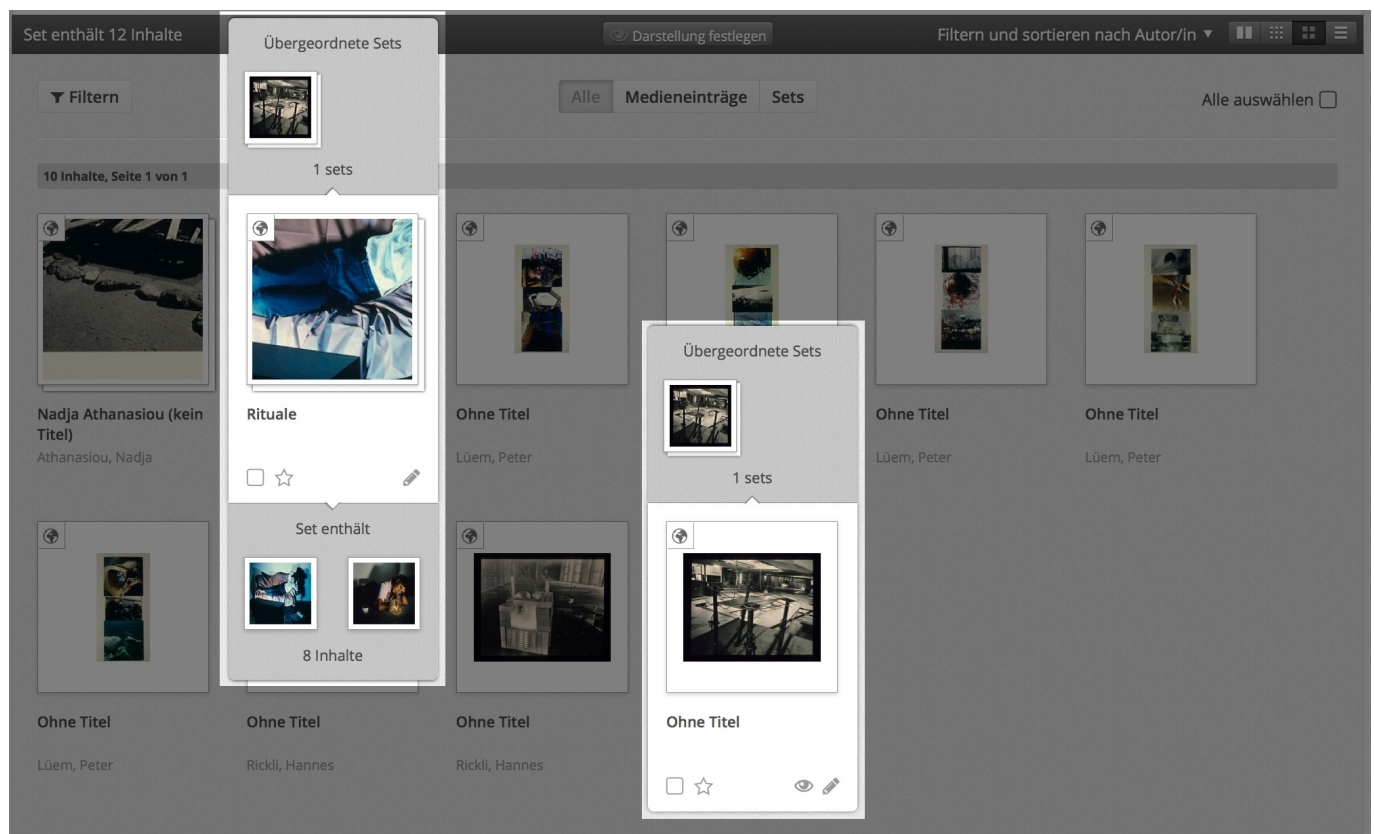 Set enthält 12 Inhalte
Darstellung festlegen
Filtern und sortieren nach Autor/in ▼
Filtern
Alle
Medieneinträge
Sets
Alle auswählen
10 Inhalte, Seite 1 von 1
Übergeordnete Sets
1 sets
Nadja Athanasiou (kein
Titel)
Athanasiou, Nadja
Rituale
Set enthält
8 Inhalte
Ohne Titel
Lüem, Peter
Übergeordnete Sets
1 sets
Ohne Titel
Lüem, Peter
Ohne Titel
Lüem, Peter
Ohne Titel
Lüem, Peter
Ohne Titel
Rickli, Hannes
Ohne Titel
Rickli, Hannes
Ohne Titel